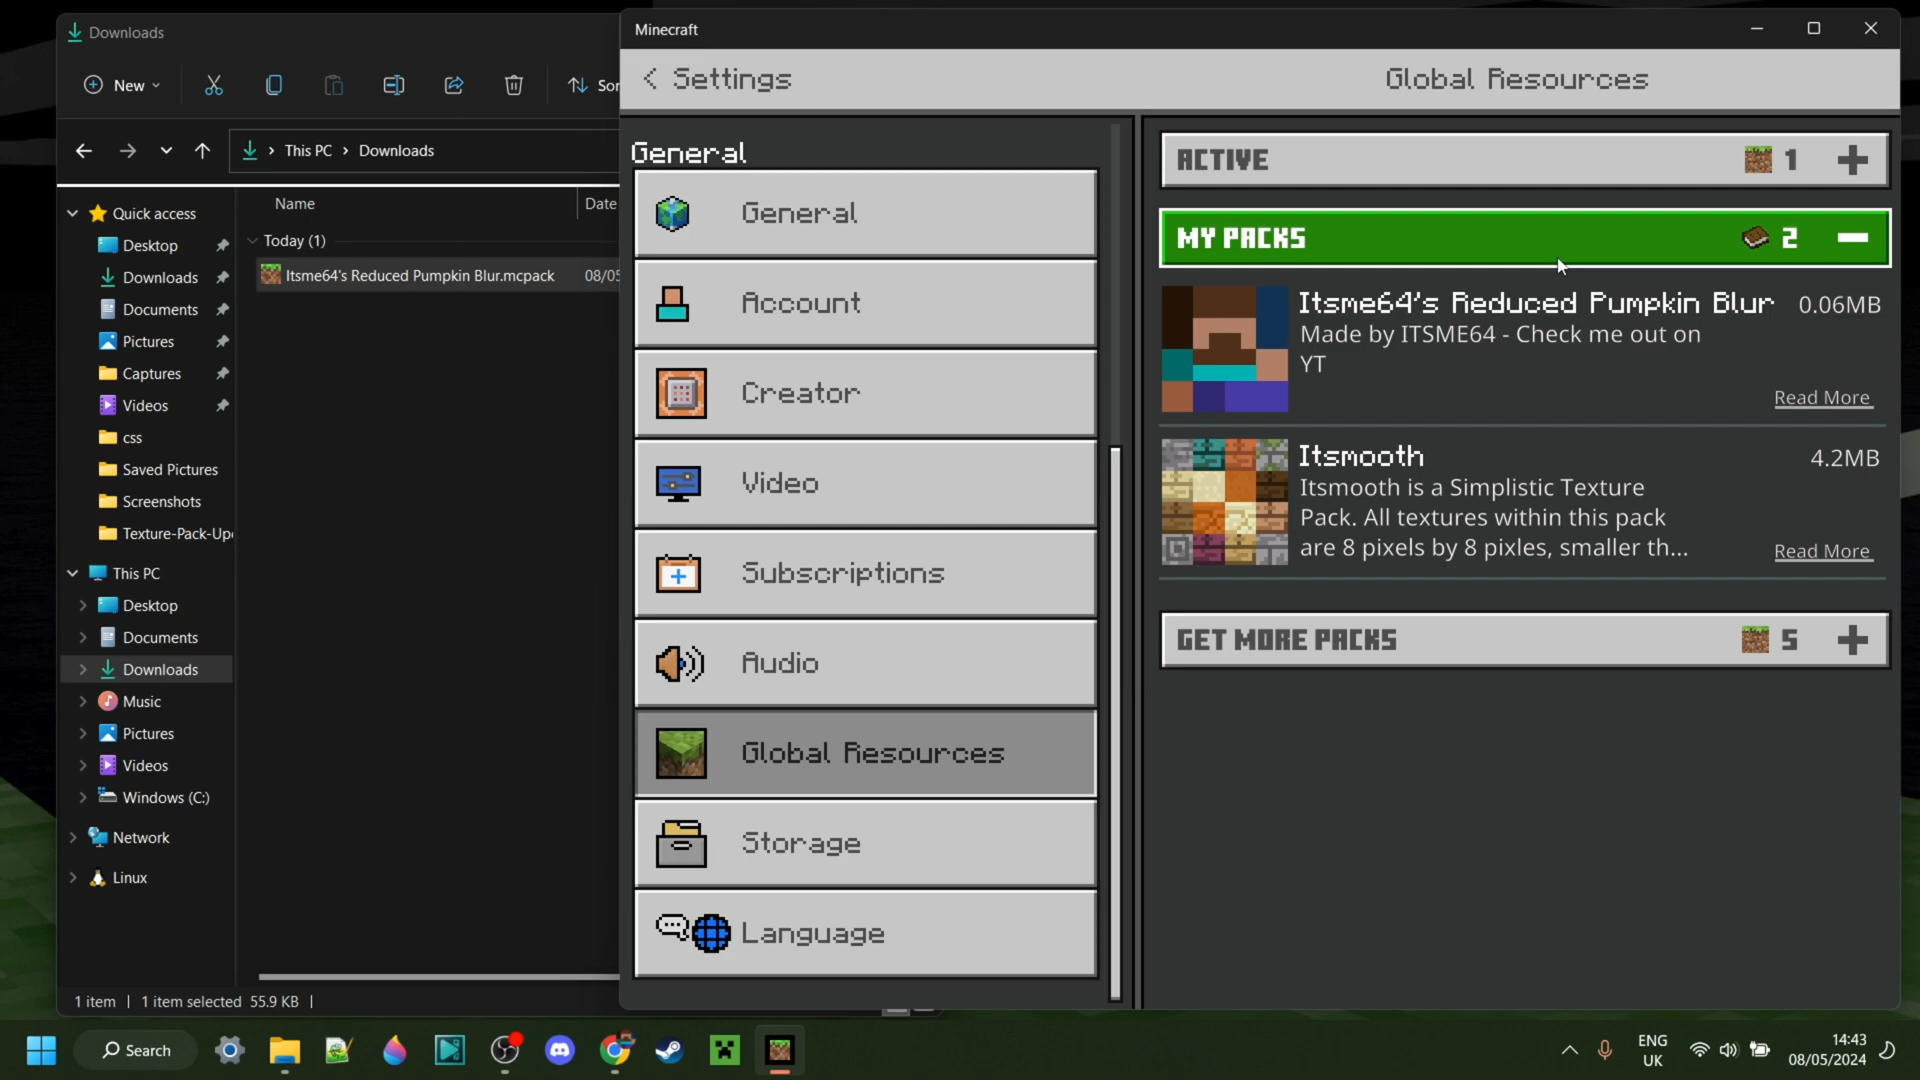 Downloads
New
Sor
This PC
Downloads
Name
Date
Today (1)
Itsme64's Reduced Pumpkin Blur.mcpack
08/05
Quick access
Desktop
Downloads
Documents
Pictures
Captures
Videos
css
Saved Pictures
Screenshots
Texture-Pack-Up
This PC
Desktop
Documents
Downloads
Music
Pictures
Videos
Windows (C:)
Network
Linux
1 item
1 item selected 55.9 KB
Minecraft
Settings
Global Resources
General
General
Account
Creator
Video
Subscriptions
Audio
Global Resources
Storage
Language
ACTIVE
1
MY PACKS
2
Itsme64's Reduced Pumpkin Blur
0.06MB
Made by ITSME64 - Check me out on
YT
Read More
Itsmooth
4.2MB
Itsmooth is a Simplistic Texture
Pack. All textures within this pack
are 8 pixels by 8 pixles, smaller th...
Read More
GET MORE PACKS
5
Search
ENG
UK
14:43
08/05/2024